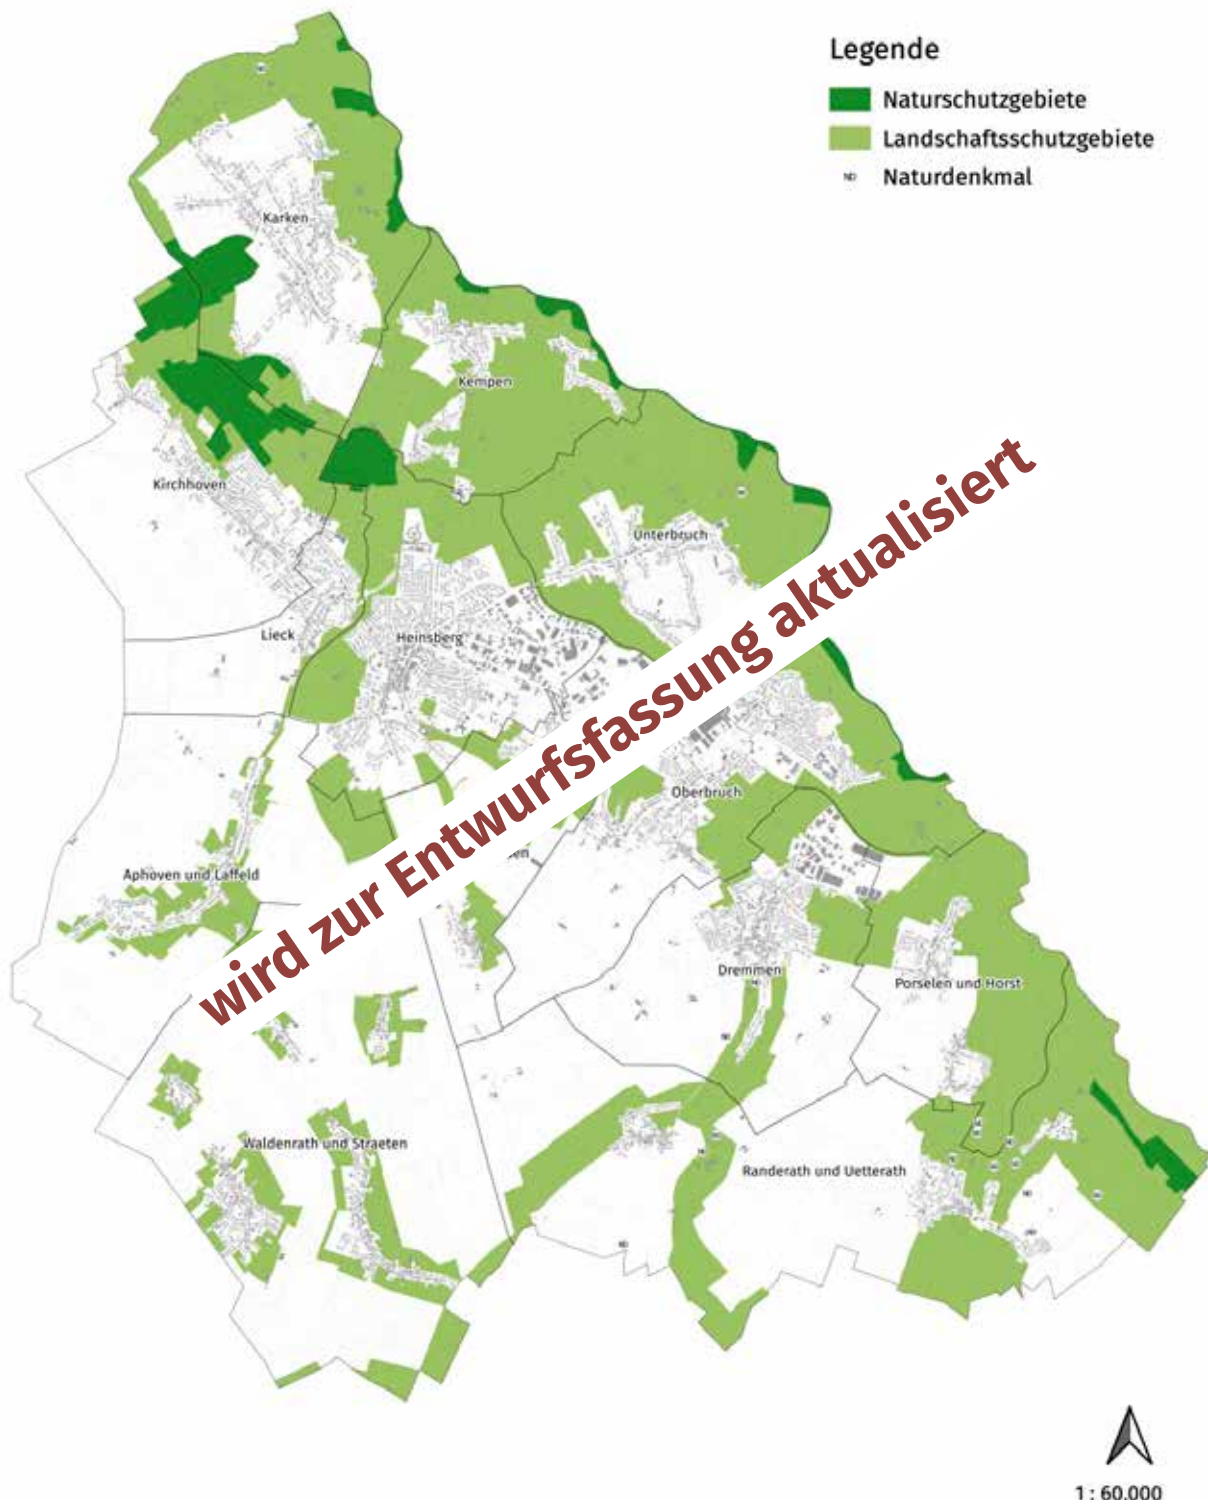 Legende
Naturschutzgebiete
Landschaftsschutzgebiete
ND Naturdenkmal
Karken
Kempen
Kirchhoven
Unterbruch
Lieck
Heinsberg
Oberbruch
Aphoven und Laffeld
Dremmen
Porselen und Horst
Waldenrath und Straeten
Randerath und Uetterath
wird zur Entwurfsfassung aktualisiert
1 : 60.000